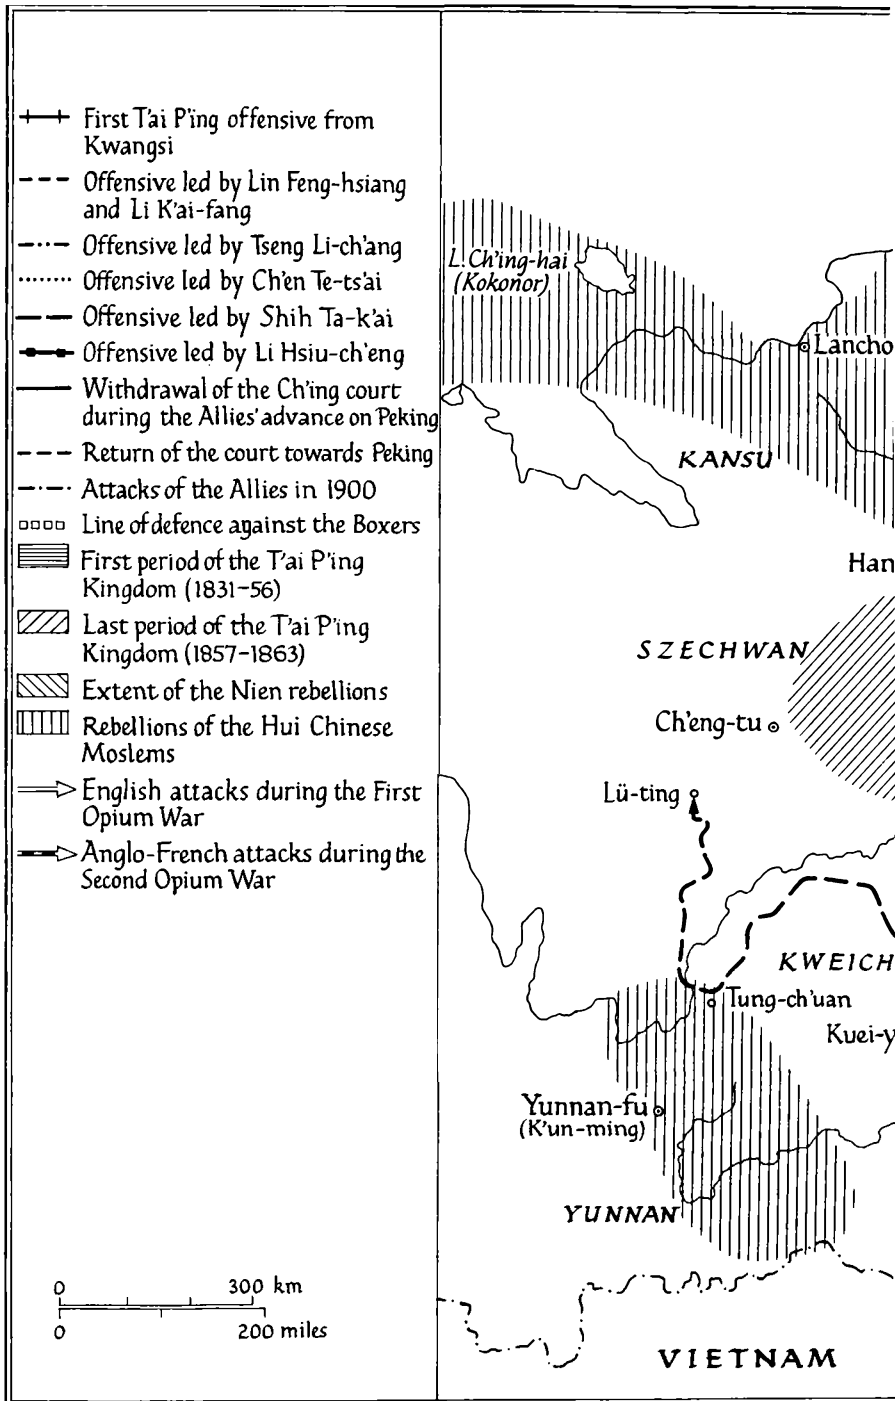 First T'ai P'ing offensive from
Kwangsi
Offensive led by Lin Feng-hsiang
and Li K'ai-fang
Offensive led by Tseng Li-ch'ang
Offensive led by Ch'en Te-ts'ai
Offensive led by Shih Ta-k'ai
Offensive led by Li Hsiu-ch'eng
Withdrawal of the Ch'ing court
during the Allies' advance on Peking
Return of the court towards Peking
Attacks of the Allies in 1900
Line of defence against the Boxers
First period of the T'ai P'ing
Kingdom (1831-56)
Last period of the T'ai P'ing
Kingdom (1857-1863)
Extent of the Nien rebellions
Rebellions of the Hui Chinese
Moslems
English attacks during the First
Opium War
Anglo-French attacks during the
Second Opium War
0 300 km
0 200 miles
L. Ch'ing-hai
(Kokonor)
Lancho
KANSU
Han
SZECHWAN
Ch'eng-tu
Lü-ting
KWEICH
Tung-ch'uan
Kuei-y
Yunnan-fu
(K'un-ming)
YUNNAN
VIETNAM